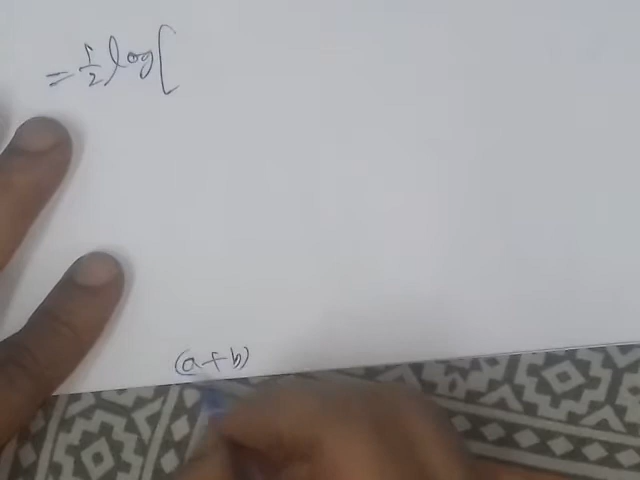 = 1/2 log[
(a+b)